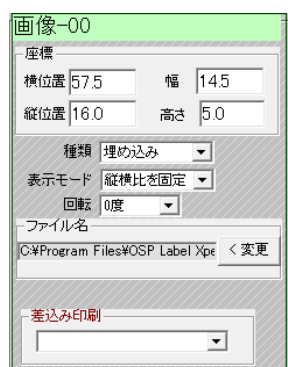 画像-00
座標
横位置 57.5 幅 14.5
縦位置 16.0 高さ 5.0
種類 埋め込み
表示モード 縦横比を固定
回転 0度
ファイル名
C:¥Program Files¥OSP Label Xpe <変更
差込み印刷